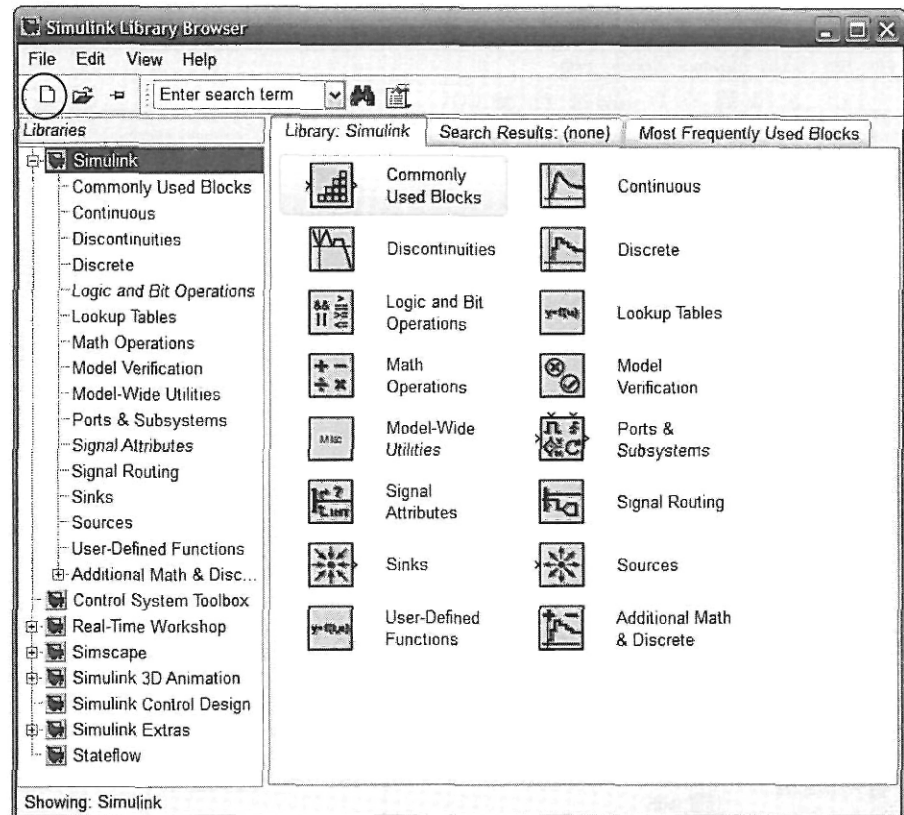 Simulink Library Browser
File Edit View Help
Enter search term
Libraries
Simulink
Commonly Used Blocks
Continuous
Discontinuities
Discrete
Logic and Bit Operations
Lookup Tables
Math Operations
Model Verification
Model-Wide Utilities
Ports & Subsystems
Signal Attributes
Signal Routing
Sinks
Sources
User-Defined Functions
Additional Math & Disc...
Control System Toolbox
Real-Time Workshop
Simscape
Simulink 3D Animation
Simulink Control Design
Simulink Extras
Stateflow
Library: Simulink Search Results: (none) Most Frequently Used Blocks
Commonly
Used Blocks
Continuous
Discontinuities
Discrete
Logic and Bit
Operations
Lookup Tables
Math
Operations
Model
Verification
Misc
Model-Wide
Utilities
Ports &
Subsystems
Signal
Attributes
Signal Routing
Sinks
Sources
User-Defined
Functions
Additional Math
& Discrete
Showing: Simulink